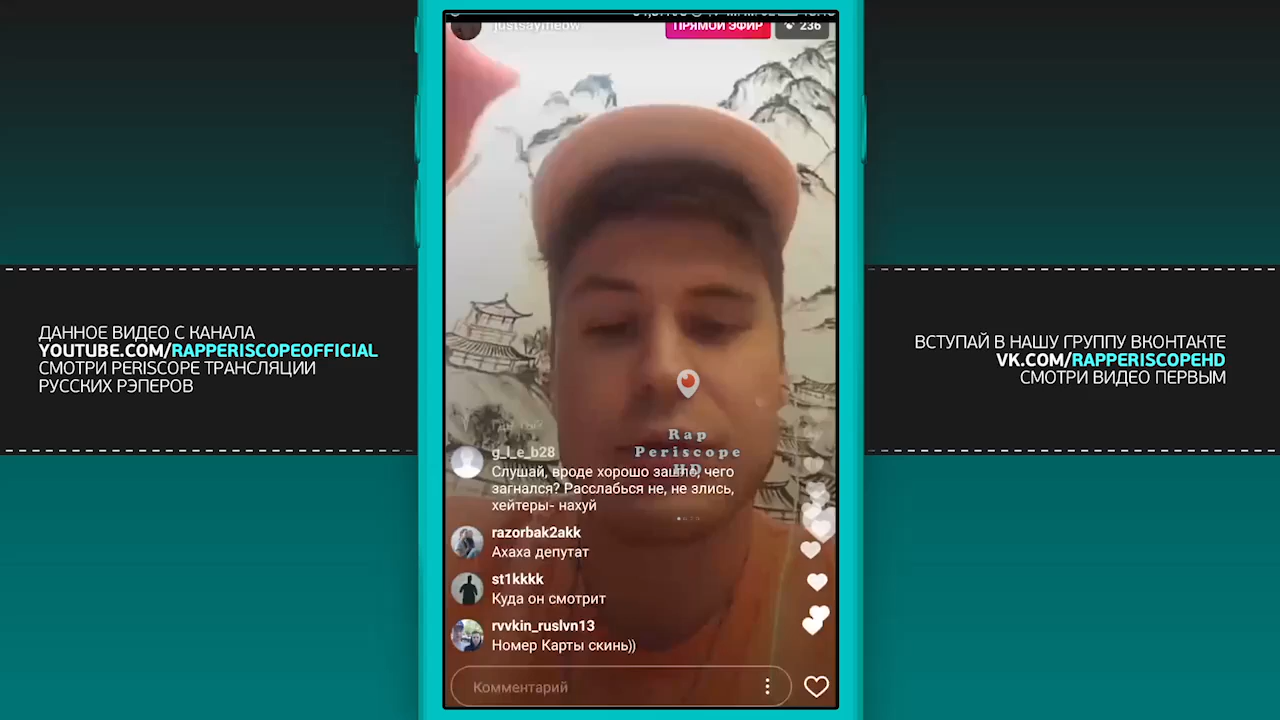 justsaymeow
ПРЯМОЙ ЭФИР
236
ДАННОЕ ВИДЕО С КАНАЛА
YOUTUBE.COM/RAPPERISCOPEOFFICIAL
СМОТРИ PERISCOPE ТРАНСЛЯЦИИ
РУССКИХ РЭПЕРОВ
ВСТУПАЙ В НАШУ ГРУППУ ВКОНТАКТЕ
VK.COM/RAPPERISCOPEHD
СМОТРИ ВИДЕО ПЕРВЫМ
Rap
Periscope
HD
g_l_e_b28
Слушай, вроде хорошо зашло, чего
загнался? Расслабься не, не злись,
хейтеры- нахуй
razorbak2akk
Ахаха депутат
st1kkkk
Куда он смотрит
rvvkin_ruslvn13
Номер Карты скинь))
Комментарий